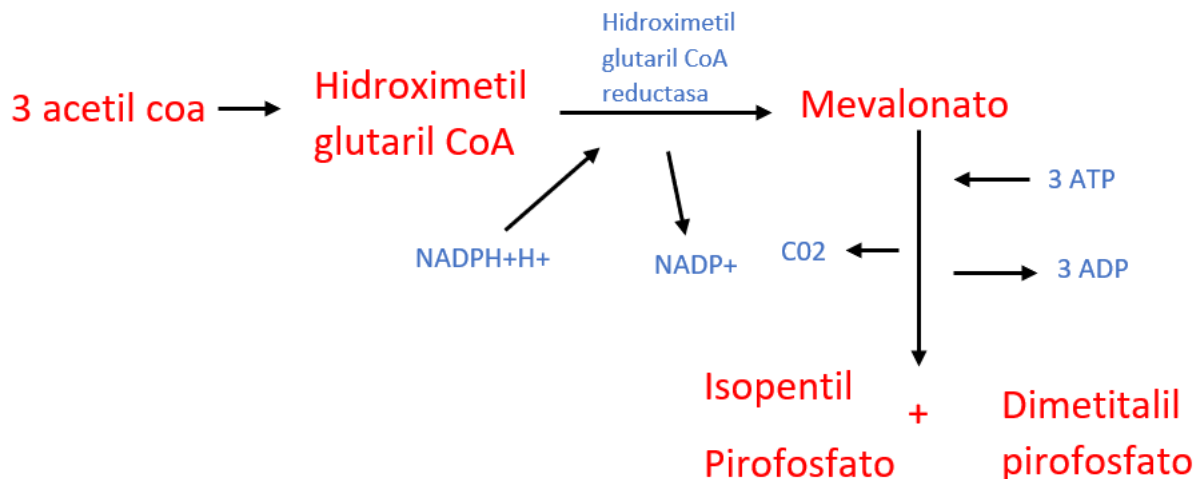 3 acetil coa
Hidroximetil
glutaril CoA
Hidroximetil
glutaril CoA
reductasa
Mevalonato
NADPH+H+
NADP+
3 ATP
C02
3 ADP
Isopentil
Pirofosfato
+
Dimetitalil
pirofosfato